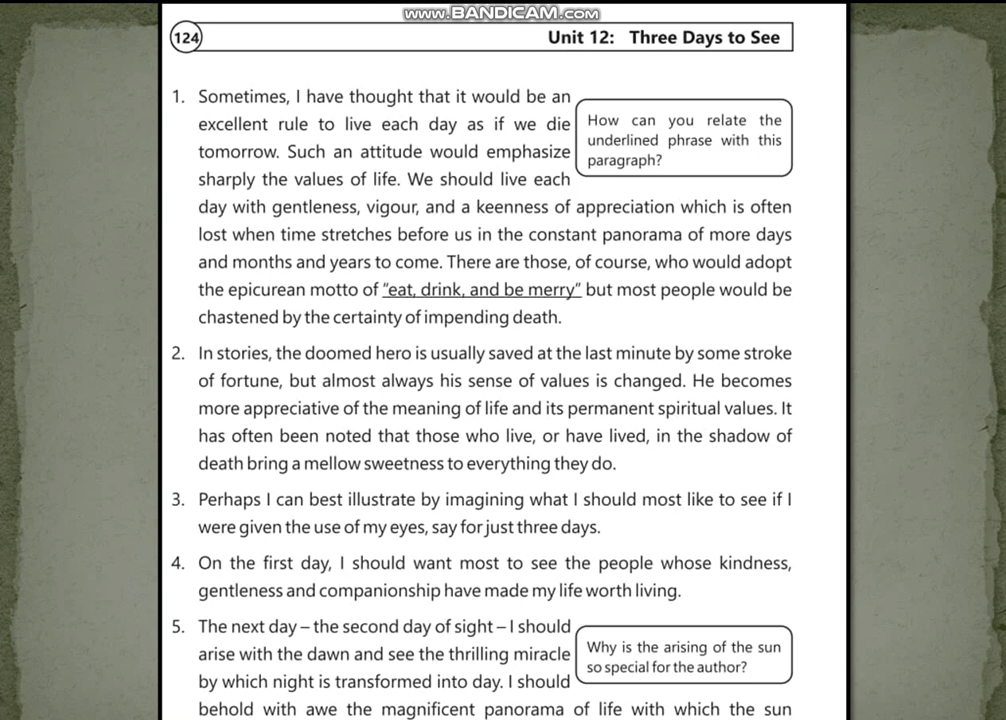 www.BANDICAM.com
124
Unit 12: Three Days to See
1. Sometimes, I have thought that it would be an
excellent rule to live each day as if we die
tomorrow. Such an attitude would emphasize
sharply the values of life. We should live each
How can you relate the
underlined phrase with this
paragraph?
day with gentleness, vigour, and a keenness of appreciation which is often
lost when time stretches before us in the constant panorama of more days
and months and years to come. There are those, of course, who would adopt
the epicurean motto of "eat, drink, and be merry" but most people would be
chastened by the certainty of impending death.
2. In stories, the doomed hero is usually saved at the last minute by some stroke
of fortune, but almost always his sense of values is changed. He becomes
more appreciative of the meaning of life and its permanent spiritual values. It
has often been noted that those who live, or have lived, in the shadow of
death bring a mellow sweetness to everything they do.
3. Perhaps I can best illustrate by imagining what I should most like to see if I
were given the use of my eyes, say for just three days.
4. On the first day, I should want most to see the people whose kindness,
gentleness and companionship have made my life worth living.
5. The next day – the second day of sight – I should
arise with the dawn and see the thrilling miracle
by which night is transformed into day. I should
Why is the arising of the sun
so special for the author?
behold with awe the magnificent panorama of life with which the sun